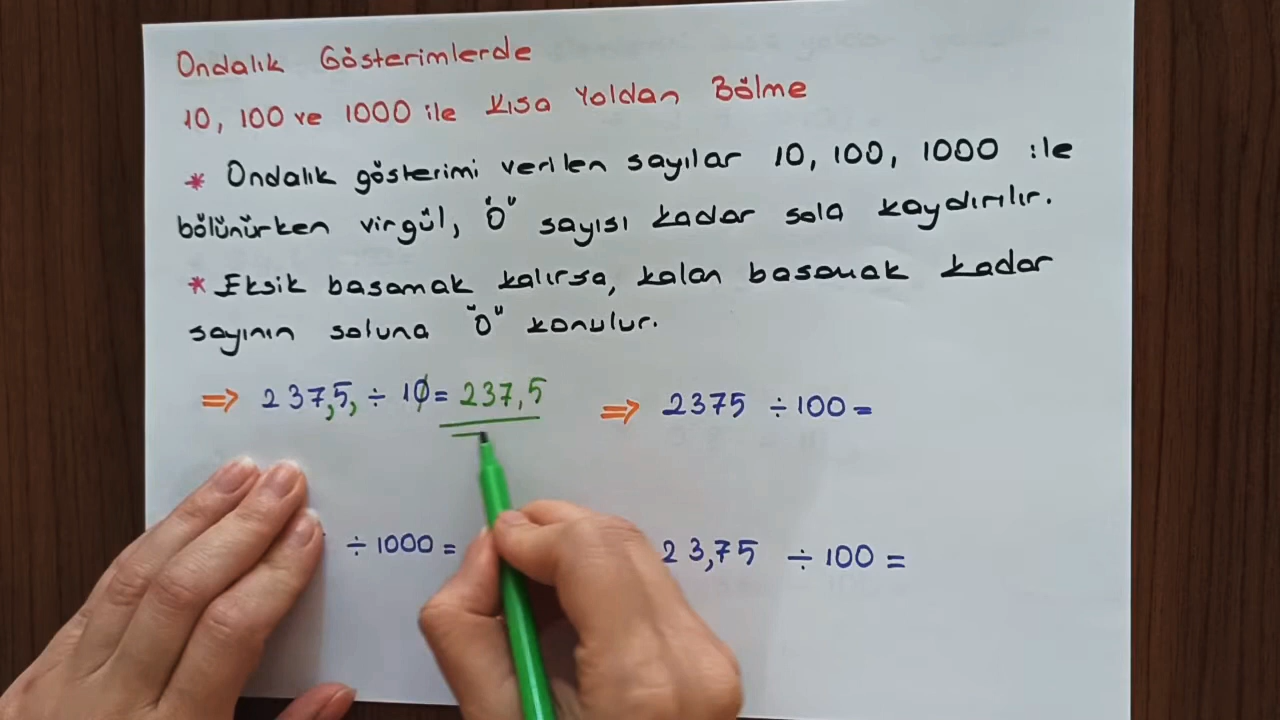 Ondalık Gösterimlerde
10, 100 ve 1000 ile Kısa Yoldan Bölme
* Ondalık gösterimi verilen sayılar 10, 100, 1000 ile
bölünürken virgül, "0" sayısı kadar sola kaydırılır.
* Eksik basamak kalırsa, kalan basamak kadar
sayının soluna "0" konulur.
⇒ 237,5, ÷ 10 = 237,5 ⇒ 2375 ÷ 100 =
÷ 1000 = 23,75 ÷ 100 =